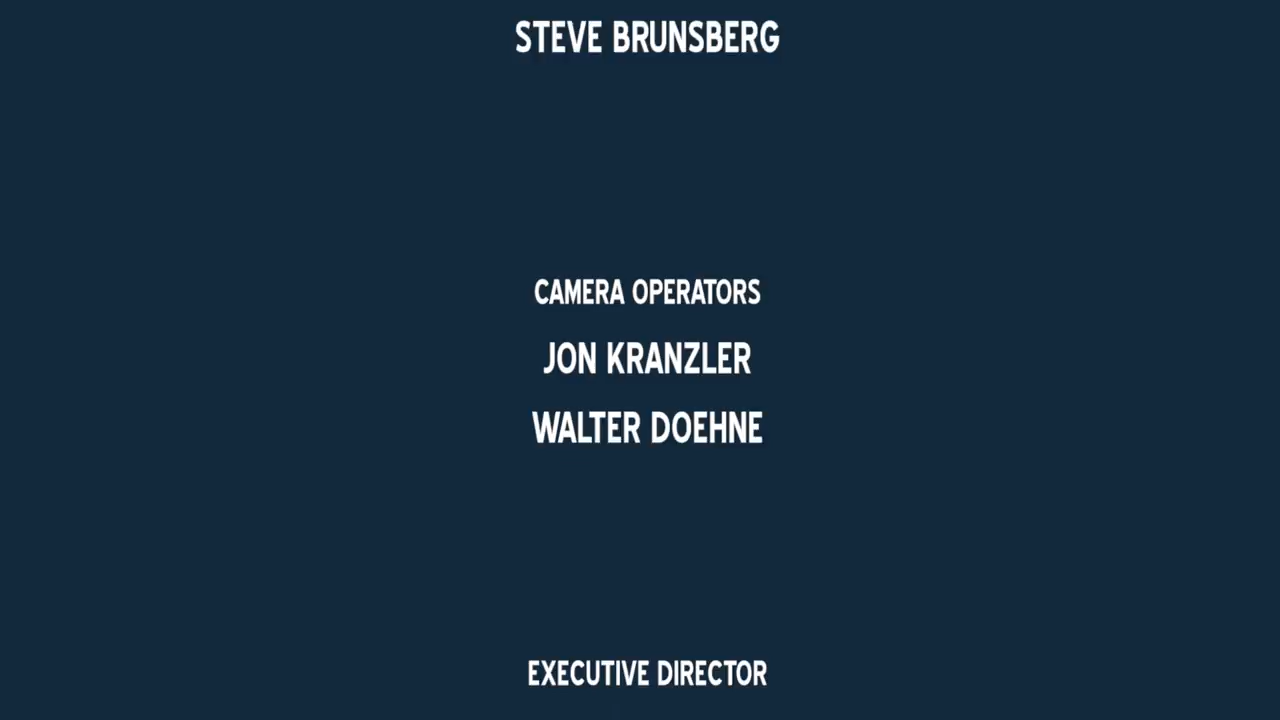 STEVE BRUNSBERG
CAMERA OPERATORS
JON KRANZLER
WALTER DOEHNE
EXECUTIVE DIRECTOR